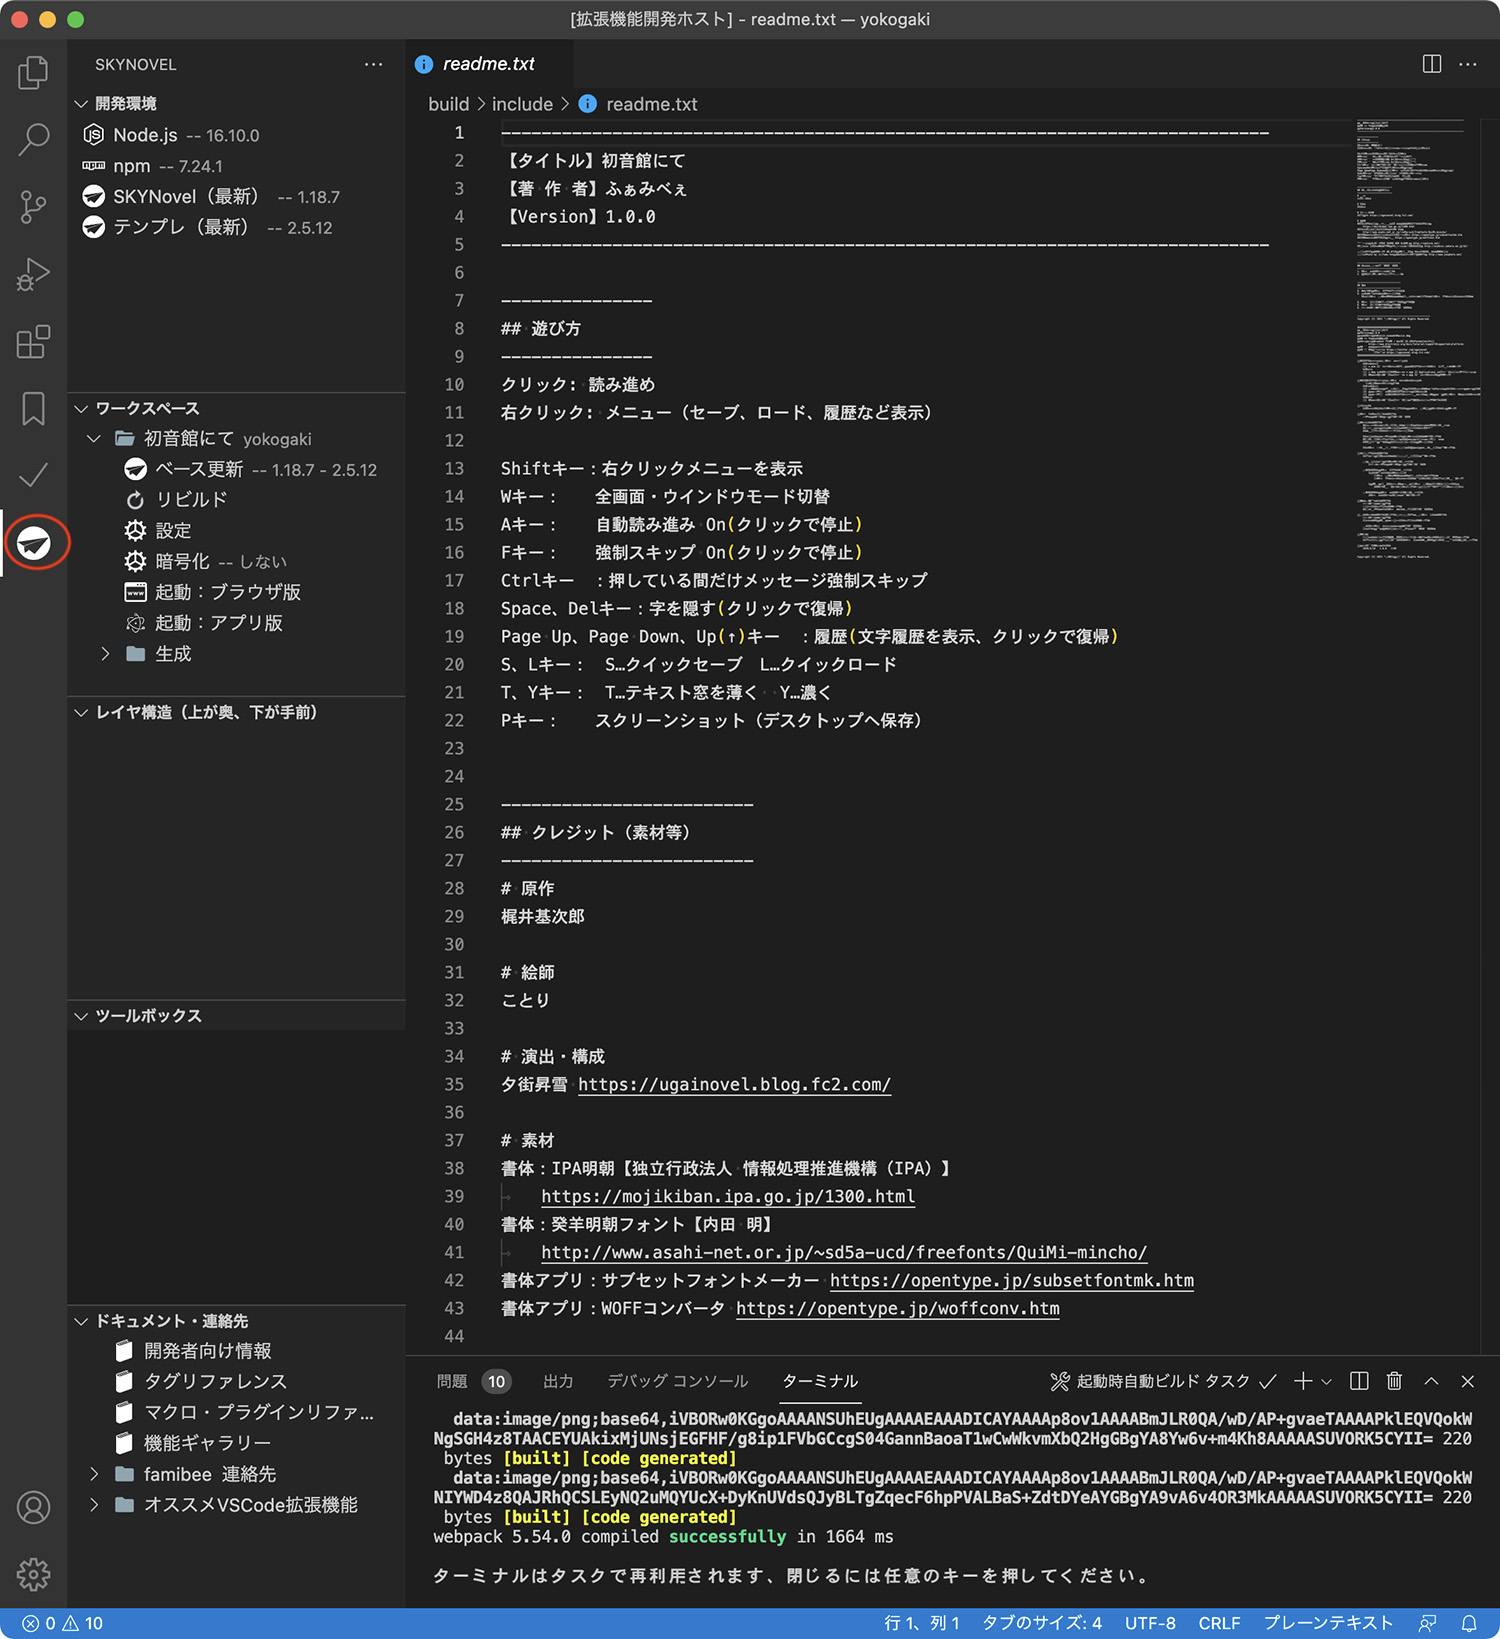 [拡張機能開発ホスト] - readme.txt — yokogaki
SKYNOVEL
開発環境
Node.js -- 16.10.0
npm -- 7.24.1
SKYNovel（最新） -- 1.18.7
テンプレ（最新） -- 2.5.12
ワークスペース
初音館にて yokogaki
ベース更新 -- 1.18.7 - 2.5.12
リビルド
設定
暗号化 -- しない
起動：ブラウザ版
起動：アプリ版
生成
レイヤ構造（上が奥、下が手前）
ツールボックス
ドキュメント・連絡先
開発者向け情報
タグリファレンス
マクロ・プラグインリファ...
機能ギャラリー
famibee 連絡先
オススメVSCode拡張機能
readme.txt
build > include > readme.txt
1 ----------------------------------------------------------------------------
2 【タイトル】初音館にて
3 【著 作 者】ふぁみべぇ
4 【Version】1.0.0
5 ----------------------------------------------------------------------------
6
7 ---------------
8 ## 遊び方
9 ---------------
10 クリック: 読み進め
11 右クリック: メニュー（セーブ、ロード、履歴など表示）
12
13 Shiftキー：右クリックメニューを表示
14 Wキー：　　全画面・ウインドウモード切替
15 Aキー：　　自動読み進み On(クリックで停止)
16 Fキー：　　強制スキップ On(クリックで停止)
17 Ctrlキー　：押している間だけメッセージ強制スキップ
18 Space、Delキー：字を隠す(クリックで復帰)
19 Page Up、Page Down、Up(↑)キー　：履歴(文字履歴を表示、クリックで復帰)
20 S、Lキー：　S…クイックセーブ　L…クイックロード
21 T、Yキー：　T…テキスト窓を薄く　Y…濃く
22 Pキー：　　スクリーンショット（デスクトップへ保存）
23
24
25 -------------------------
26 ## クレジット（素材等）
27 -------------------------
28 # 原作
29 梶井基次郎
30
31 # 絵師
32 ことり
33
34 # 演出・構成
35 夕街昇雪 https://ugainovel.blog.fc2.com/
36
37 # 素材
38 書体：IPA明朝【独立行政法人 情報処理推進機構（IPA）】
39 https://mojikiban.ipa.go.jp/1300.html
40 書体：癸羊明朝フォント【内田 明】
41 http://www.asahi-net.or.jp/~sd5a-ucd/freefonts/QuiMi-mincho/
42 書体アプリ：サブセットフォントメーカー https://opentype.jp/subsetfontmk.htm
43 書体アプリ：WOFFコンバータ https://opentype.jp/woffconv.htm
44
問題 10 出力 デバッグ コンソール ターミナル 起動時自動ビルド タスク
data:image/png;base64,iVBORw0KGgoAAAANSUhEUgAAAAEAAADICAYAAAAp8ov1AAAABmJLR0QA/wD/AP+gvaeTAAAAPklEQVQokW
NgSGH4z8TAACEYUAkixMjUNsjEGFHF/g8ip1FVbGCcgS04GannBaoaT1wCwWkvmXbQ2HgGBgYA8Yw6v+m4Kh8AAAAASUVORK5CYII= 220
bytes [built] [code generated]
data:image/png;base64,iVBORw0KGgoAAAANSUhEUgAAAAEAAADICAYAAAAp8ov1AAAABmJLR0QA/wD/AP+gvaeTAAAAPklEQVQokW
NIYWD4z8QAJRhQCSLEyNQ2uMQYUcX+DyKnUVdsQJyBLTgZqecF6hpPVALBaS+ZdtDYeAYGBgYA9vA6v4OR3MkAAAAASUVORK5CYII= 220
bytes [built] [code generated]
webpack 5.54.0 compiled successfully in 1664 ms
ターミナルはタスクで再利用されます、閉じるには任意のキーを押してください。
0 10 行 1、列 1 タブのサイズ: 4 UTF-8 CRLF プレーンテキスト